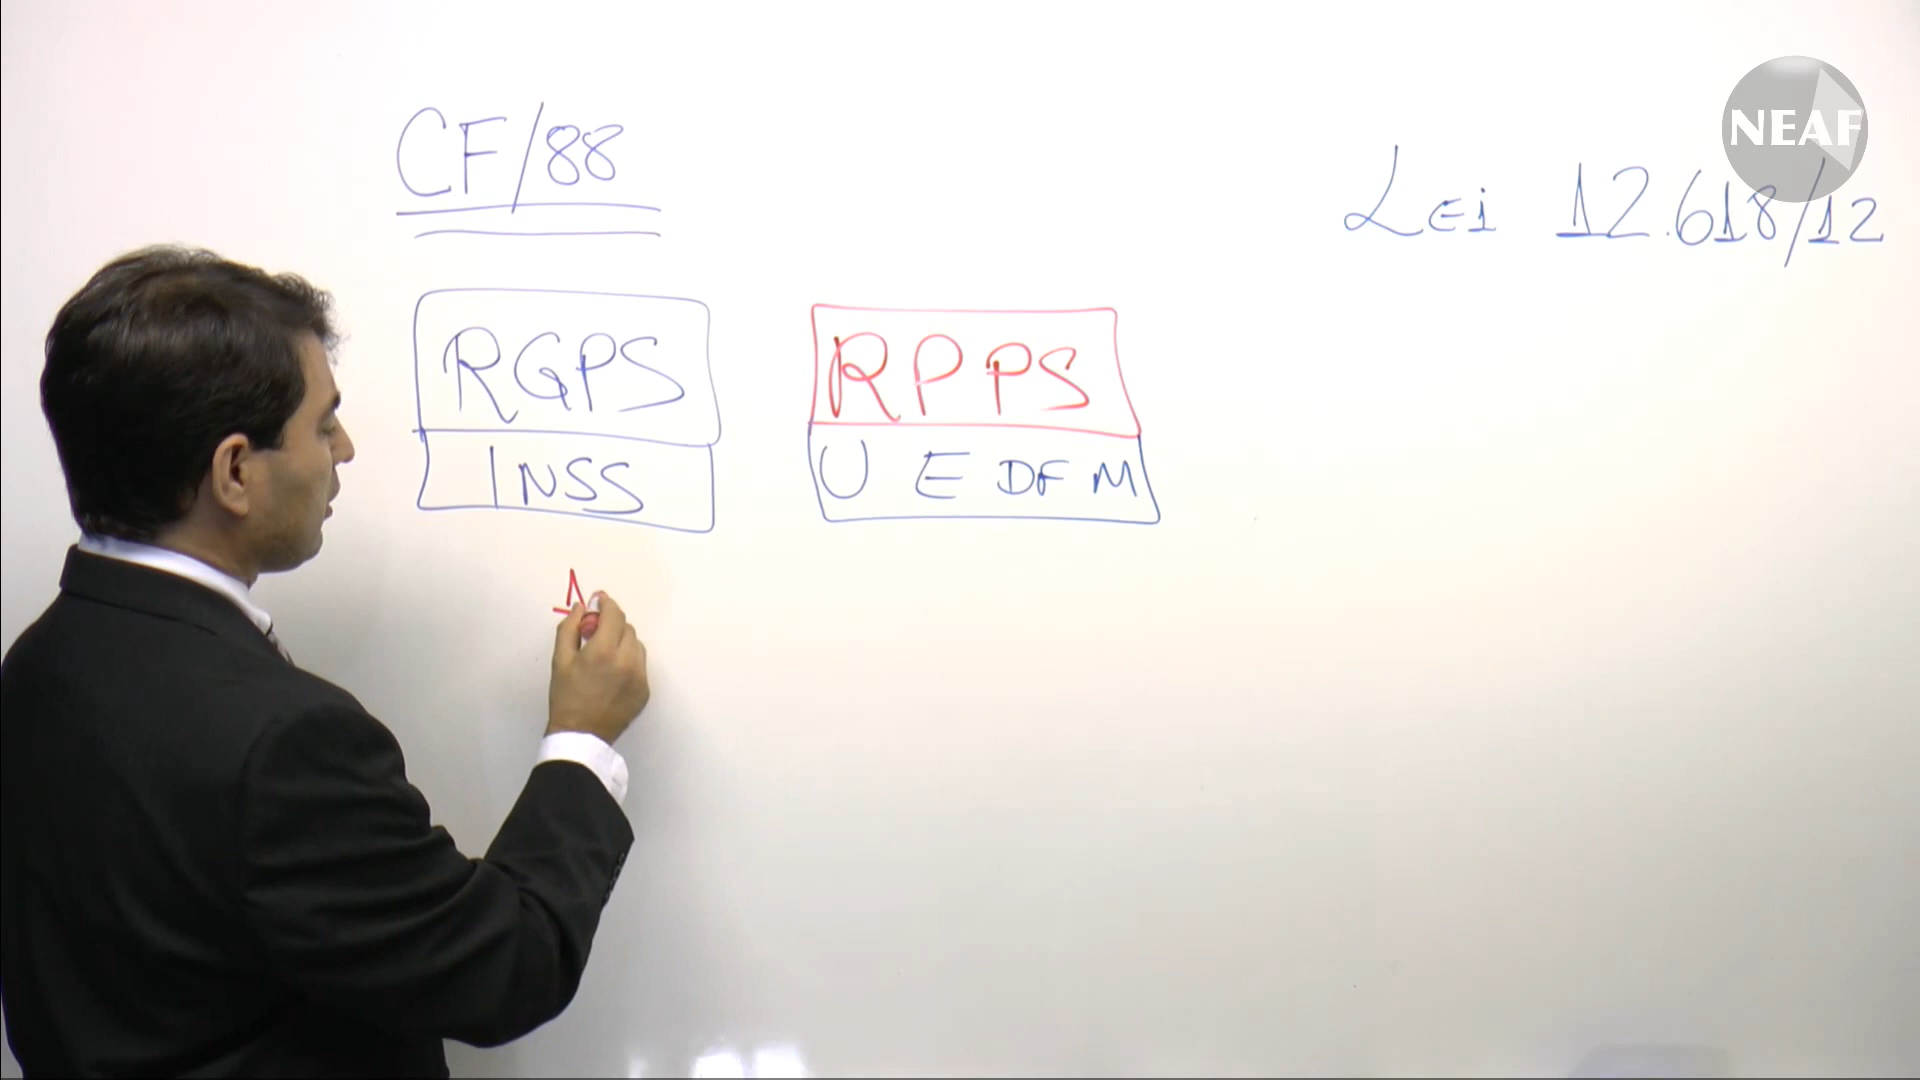 CF/88
NEAF
Lei 12.618/12
RGPS
RPPS
INSS
U E DF M